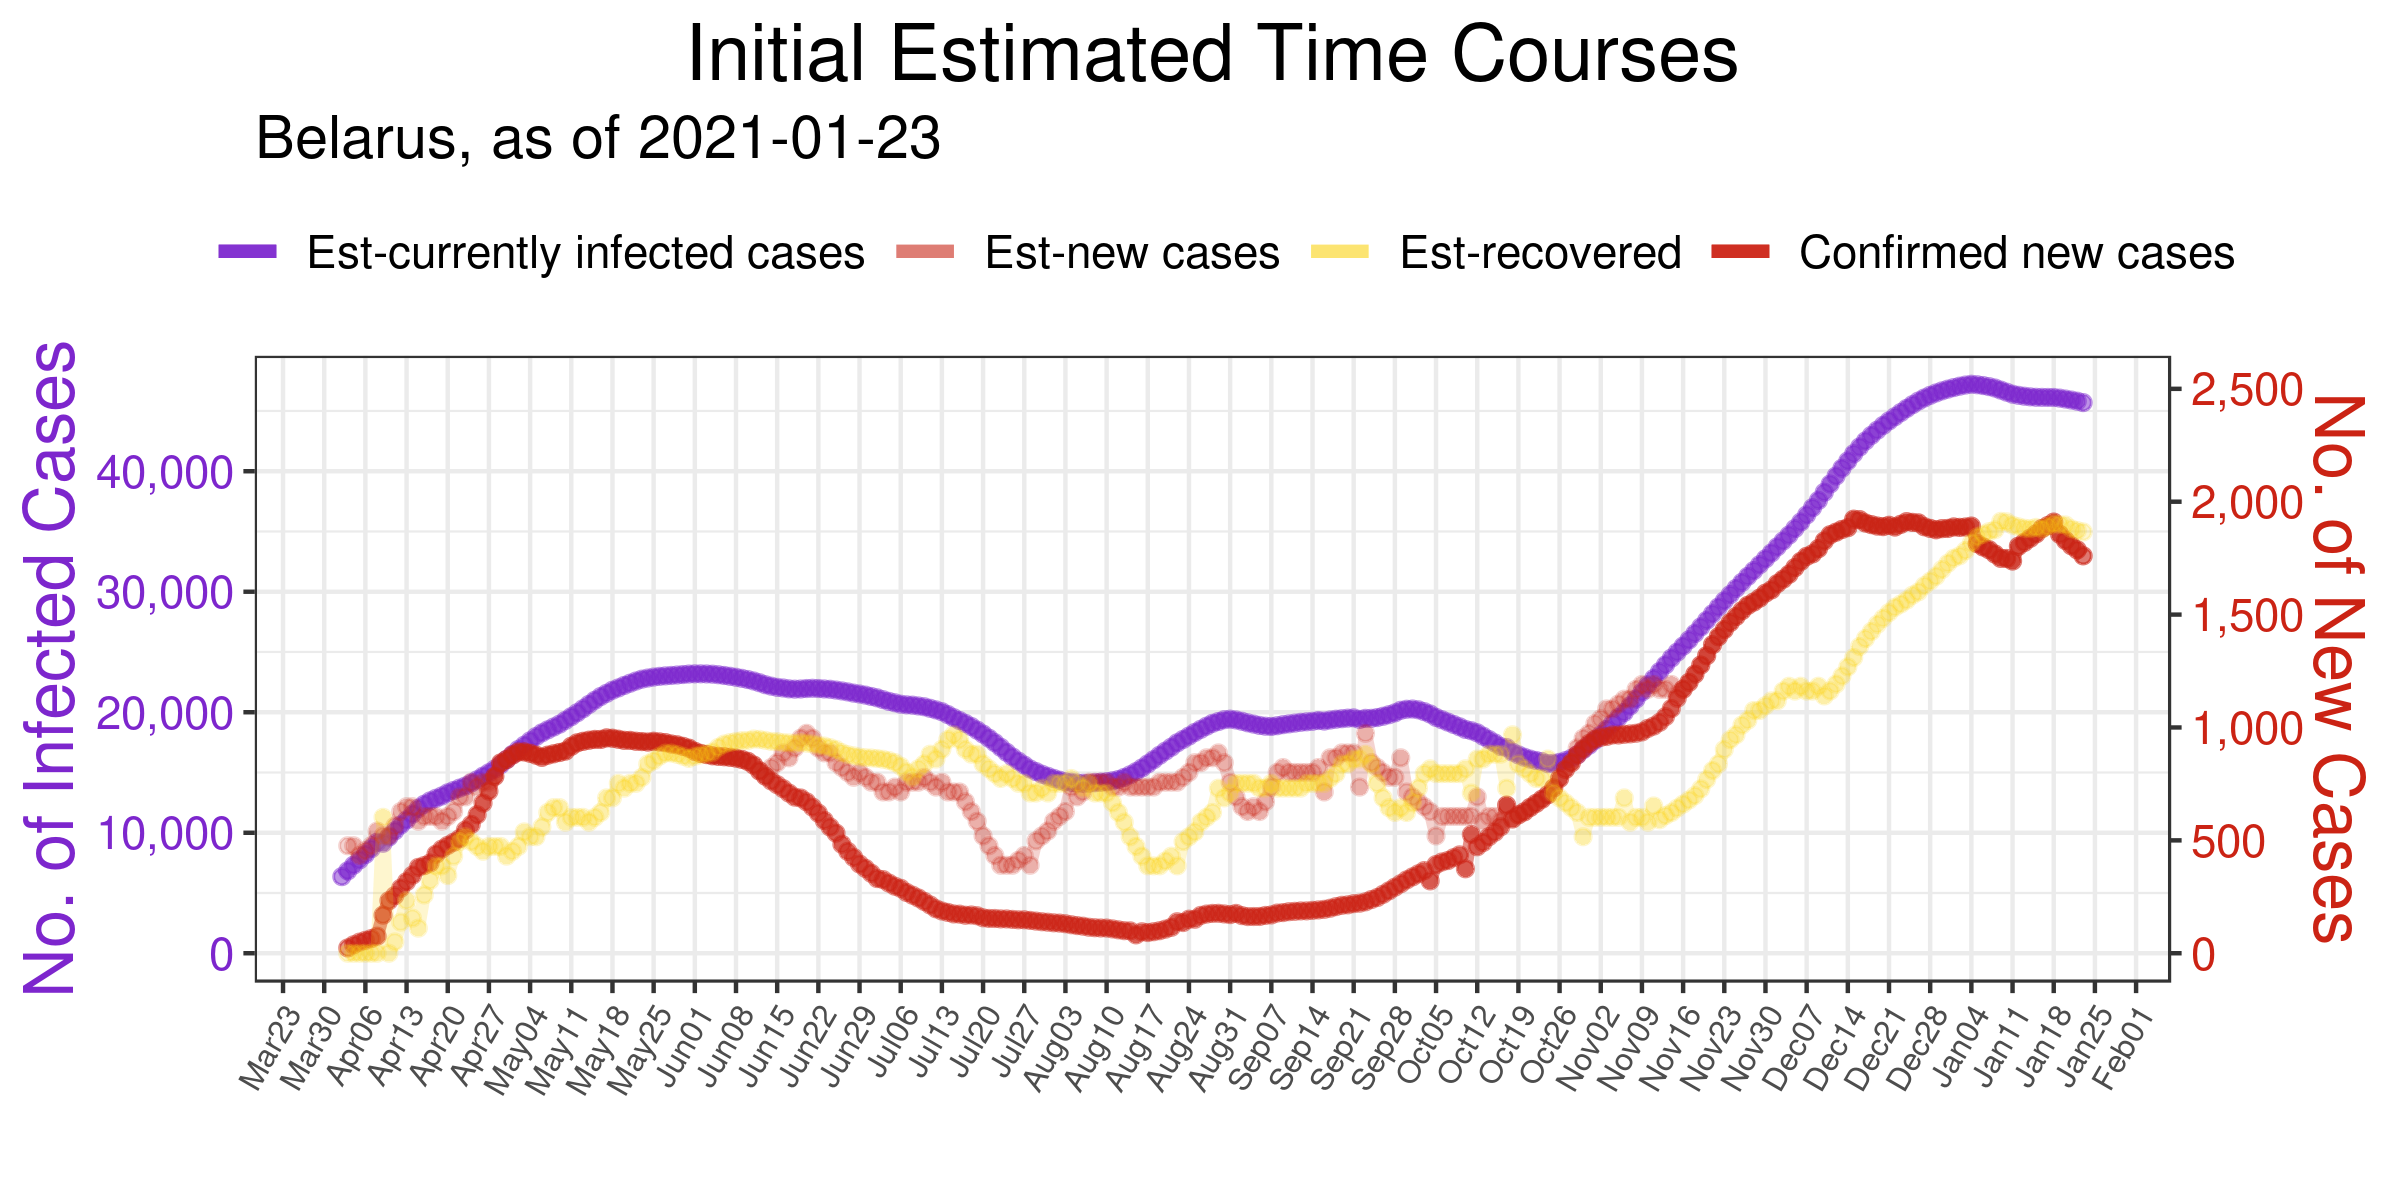 Initial Estimated Time Courses
Belarus, as of 2021-01-23
Est-currently infected cases Est-new cases Est-recovered Confirmed new cases
No. of Infected Cases
40,000
30,000
20,000
10,000
0
2,500
2,000
1,500
1,000
500
0
No. of New Cases
Mar23 Mar30 Apr06 Apr13 Apr20 Apr27 May04 May11 May18 May25 Jun01 Jun08 Jun15 Jun22 Jun29 Jul06 Jul13 Jul20 Jul27 Aug03 Aug10 Aug17 Aug24 Aug31 Sep07 Sep14 Sep21 Sep28 Oct05 Oct12 Oct19 Oct26 Nov02 Nov09 Nov16 Nov23 Nov30 Dec07 Dec14 Dec21 Dec28 Jan04 Jan11 Jan18 Jan25 Feb01